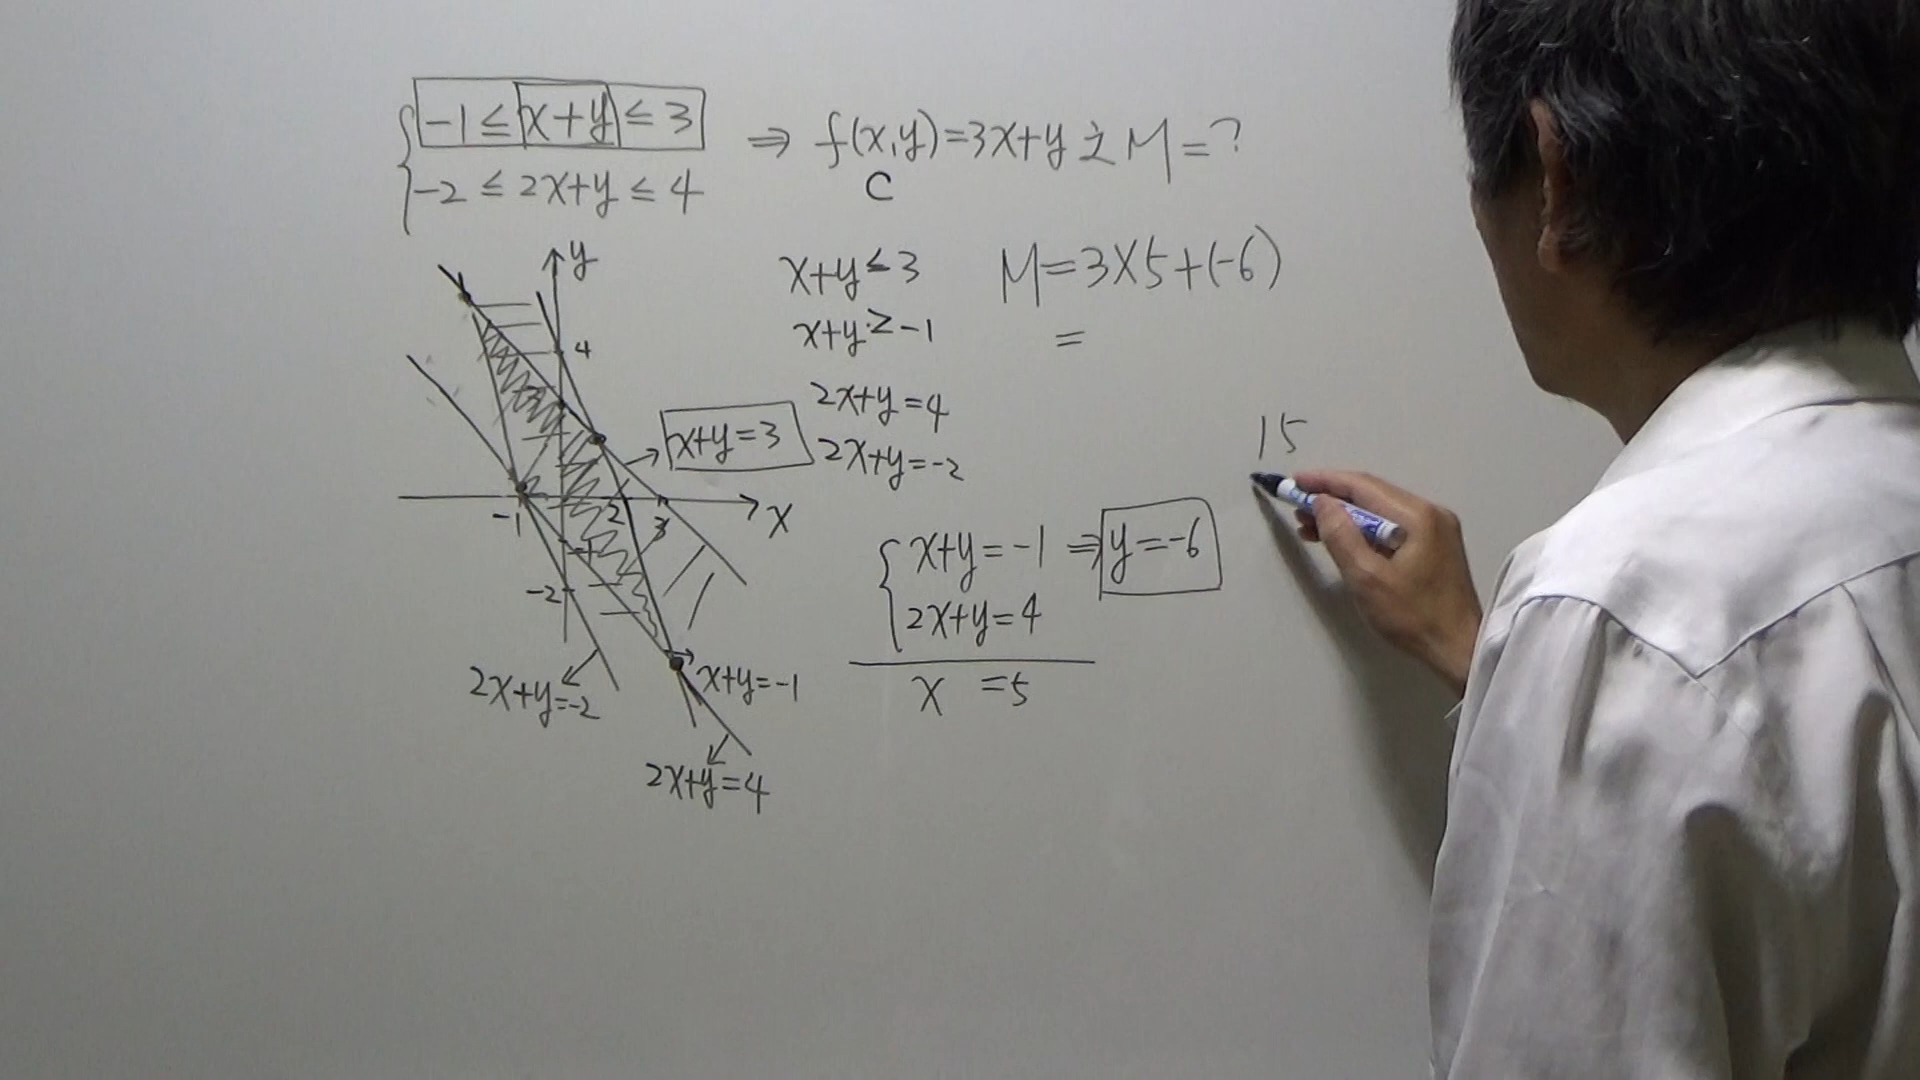 -1 ≤ x+y ≤ 3
-2 ≤ 2x+y ≤ 4
⇒ f(x,y)=3x+y 之 M=?
C
x+y ≤ 3
x+y ≥ -1
2x+y=4
2x+y=-2
M=3×5+(-6)
=
15
y
4
x+y=3
-1
2
3
x
-1
-2
2x+y=-2
x+y=-1
2x+y=4
x+y=-1 ⇒ y=-6
2x+y=4
x =5